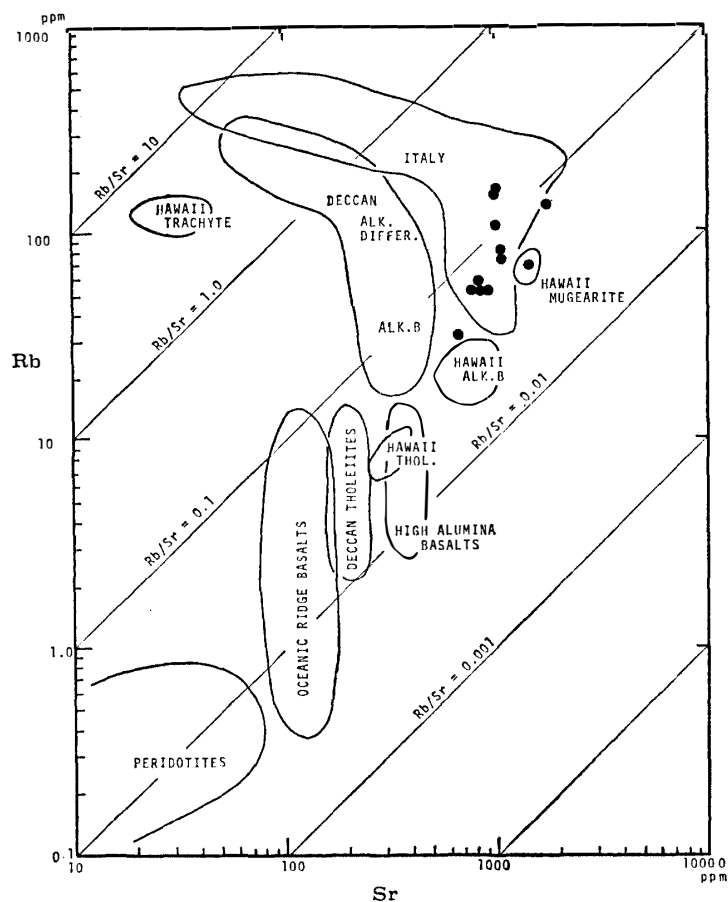 ppm
1000
Rb/Sr = 10
ITALY
HAWAII
TRACHYTE
DECCAN
ALK.
DIFFER.
100
HAWAII
MUGEARITE
Rb/Sr = 1.0
ALK.B
Rb
HAWAII
ALK.B
Rb/Sr = 0.01
10
HAWAII
THOL.
DECCAN THOLEIITES
Rb/Sr = 0.1
HIGH ALUMINA
BASALTS
OCEANIC RIDGE BASALTS
1.0
Rb/Sr = 0.001
PERIDOTITES
0.1
10
100
1000
10000
ppm
Sr